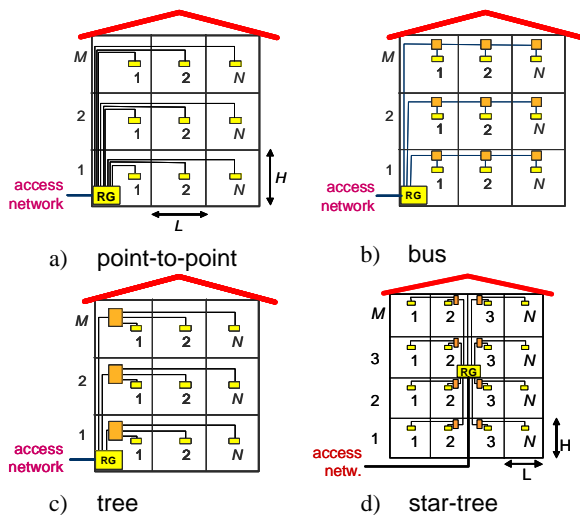 M
1
2
N
2
1
2
N
1
1
2
N
H
access
network
RG
L
a) point-to-point
M
1
2
N
2
1
2
N
1
1
2
N
access
network
RG
b) bus
M
1
2
N
2
1
2
N
1
1
2
N
access
network
RG
c) tree
M
1 2 3 N
RG
3
1 2 3 N
2
1 2 3 N
1
1 2 3 N
H
access
netw.
L
d) star-tree